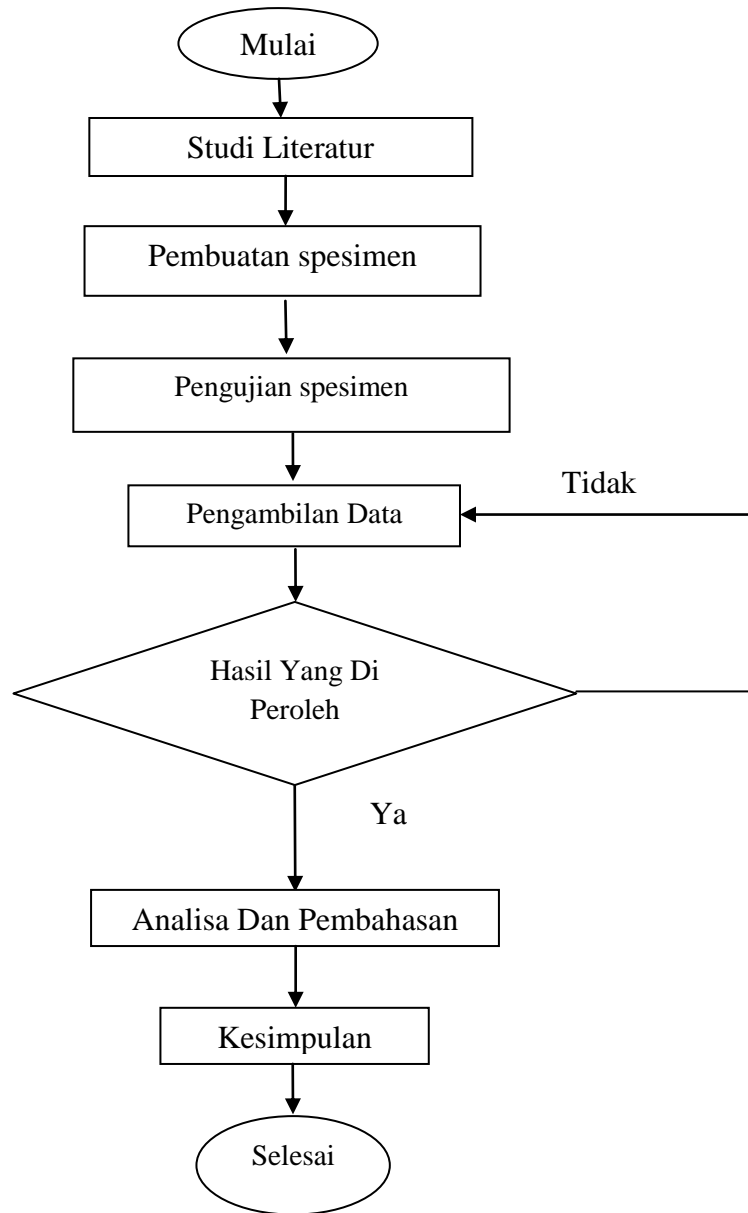 Mulai
Studi Literatur
Pembuatan spesimen
Pengujian spesimen
Tidak
Pengambilan Data
Hasil Yang Di
Peroleh
Ya
Analisa Dan Pembahasan
Kesimpulan
Selesai